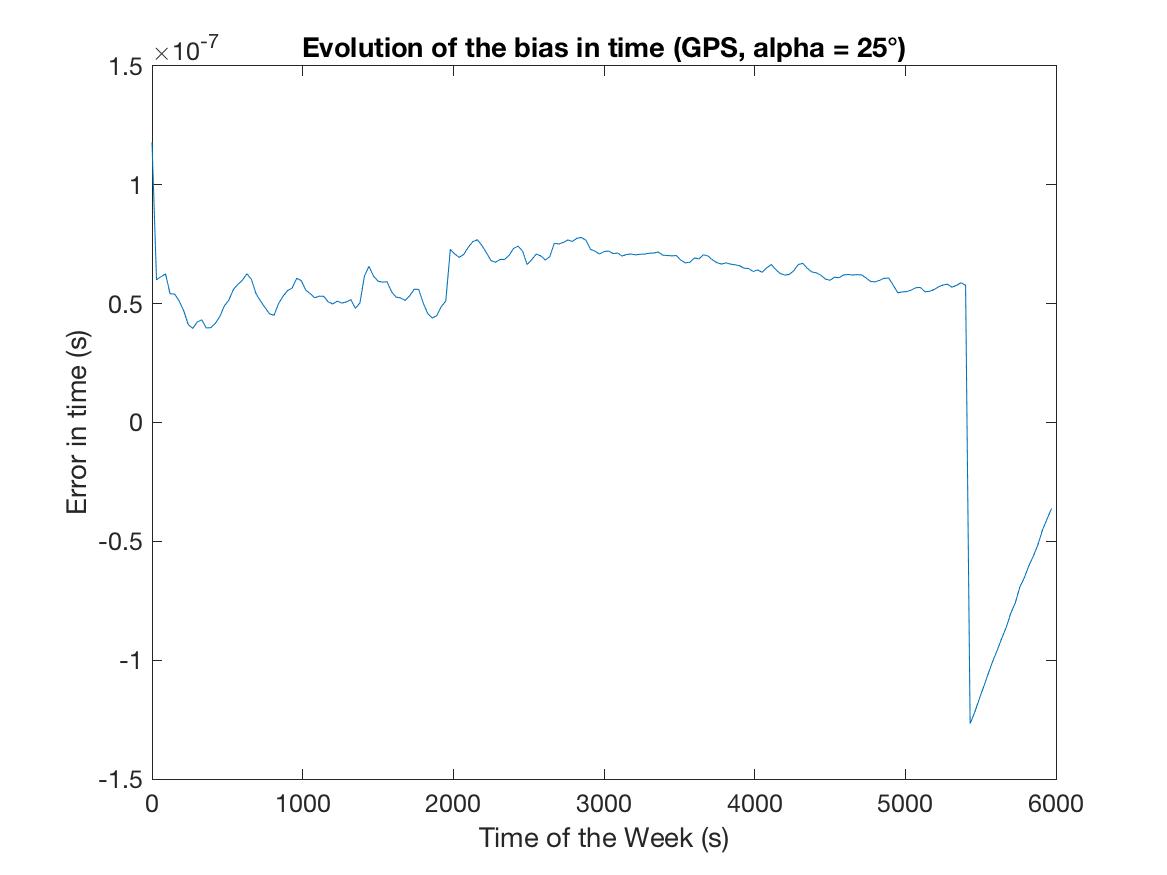 ×10-7
Evolution of the bias in time (GPS, alpha = 25°)
1.5
1
0.5
0
-0.5
-1
-1.5
Error in time (s)
0 1000 2000 3000 4000 5000 6000
Time of the Week (s)